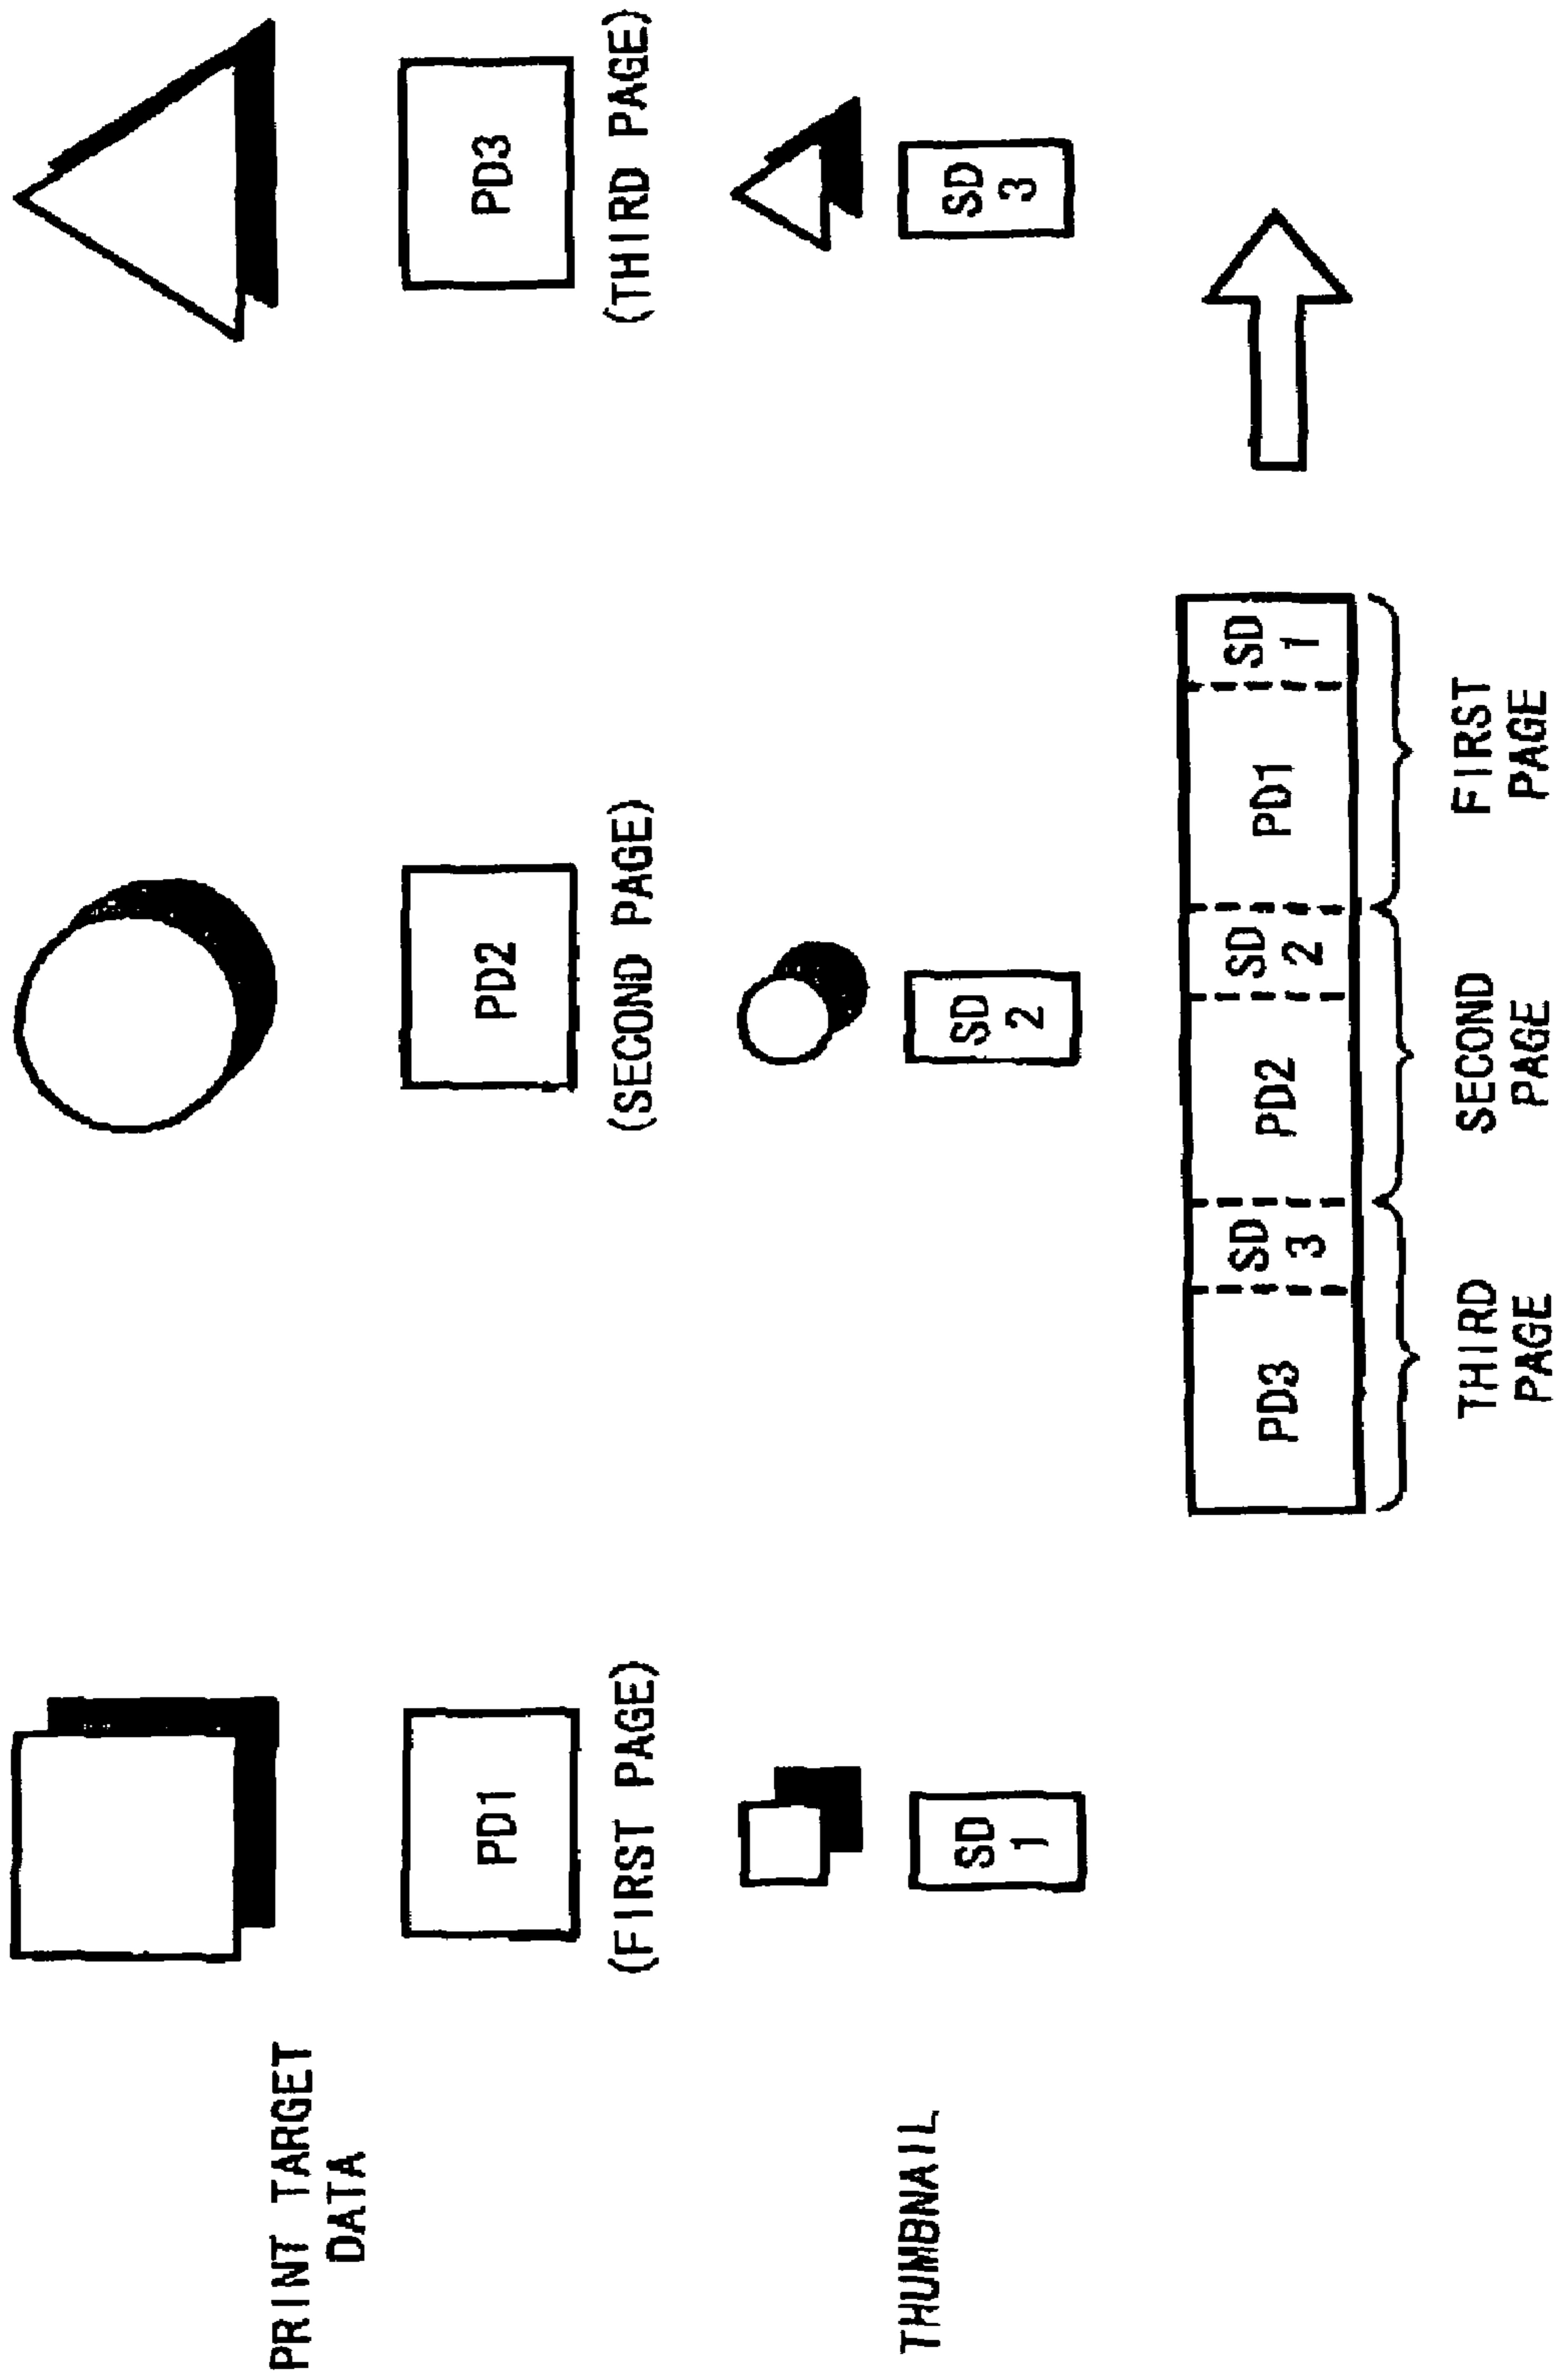 PRINT TARGET
DATA
PD1
PD2
PD3
(FIRST PAGE)
(SECOND PAGE)
(THIRD PAGE)
THUMBNAIL
SD
1
SD
2
SD
3
PD3
SD
3
PD2
SD
2
PD1
SD
1
THIRD
PAGE
SECOND
PAGE
FIRST
PAGE